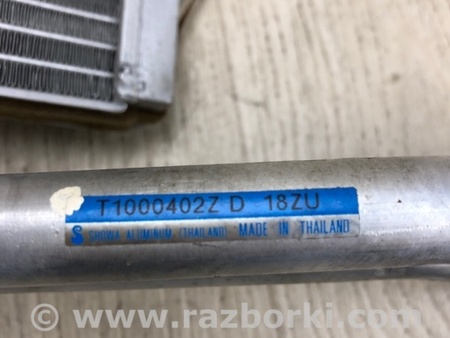 T1000402Z D 18ZU
S SHOWA ALUMINUM (THAILAND) MADE IN THAILAND
© www.razborki.com